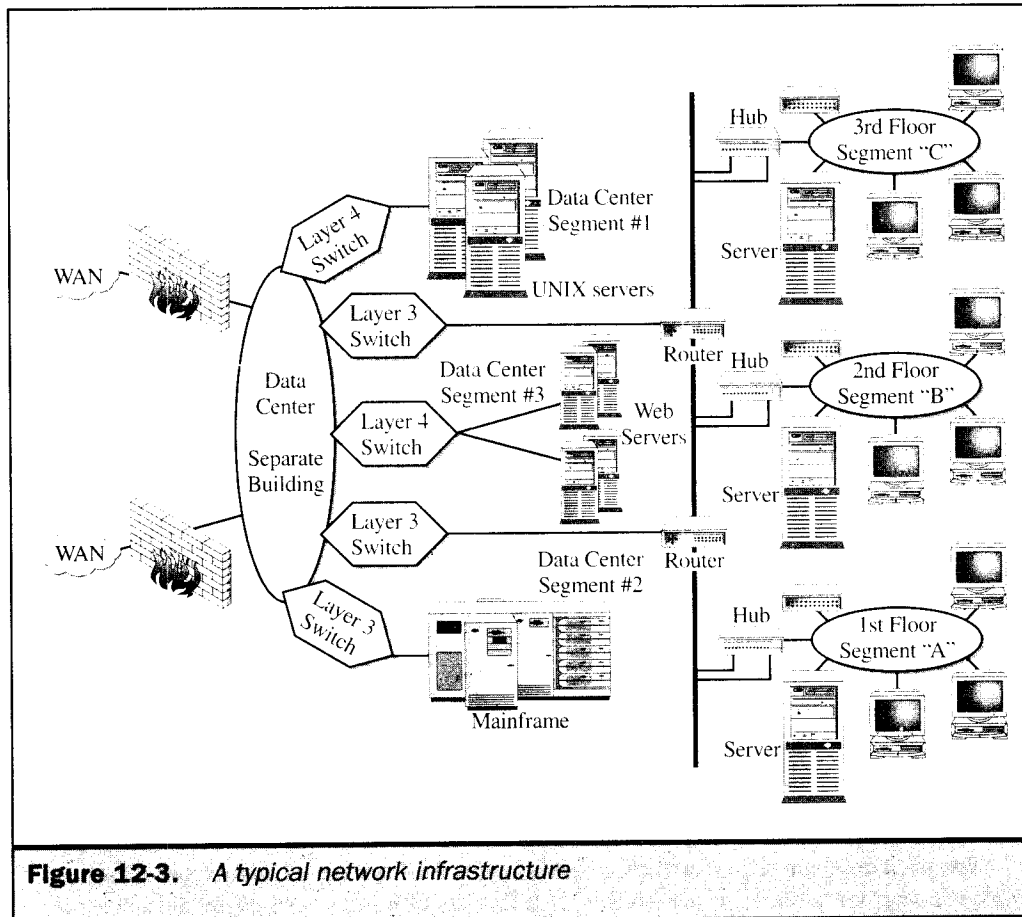 Hub
3rd Floor
Segment "C"
Layer 4
Switch
Data Center
Segment #1
WAN
Server
UNIX servers
Layer 3
Switch
Router
Hub
Data
Center
Separate
Building
Data Center
Segment #3
Layer 4
Switch
Web
Servers
2nd Floor
Segment "B"
Server
Layer 3
Switch
WAN
Data Center
Segment #2
Router
Layer 3
Switch
Hub
1st Floor
Segment "A"
Mainframe
Server
Figure 12-3. A typical network infrastructure